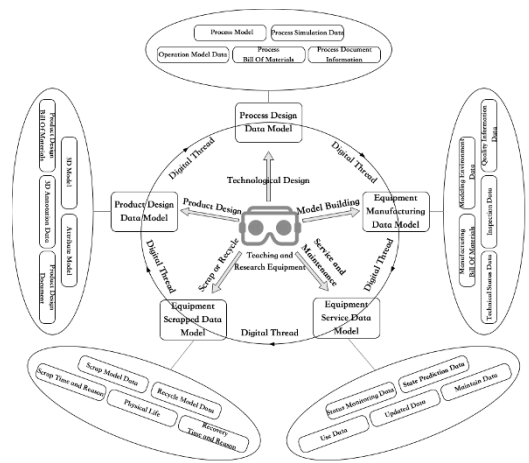 Process Model
Process Simulation Data
Operation Model Data
Process
Bill Of Materials
Process Document
Information
Process Design
Data Model
Digital Thread
Digital Thread
Technological Design
Product Design
Bill Of Materials
3D Model
3D Annotation Data
Attribute Model
Product Design
Document
Product Design
Data Model
Product Design
Model Building
Equipment
Manufacturing
Data Model
Quality Information
Data
Modeling Environment
Data
Inspection Data
Manufacturing
Bill Of Materials
Technical Status Data
Teaching and
Research Equipment
Scrap or Recycle
Service and
Maintenance
Digital Thread
Digital Thread
Equipment
Scrapped Data
Model
Digital Thread
Equipment
Service Data
Model
Scrap Model Data
Recycle Model Data
Scrap Time and Reason
Physical Life
Recovery
Time and Reason
Status Monitoring Data
State Prediction Data
Maintain Data
Use Data
Updated Data